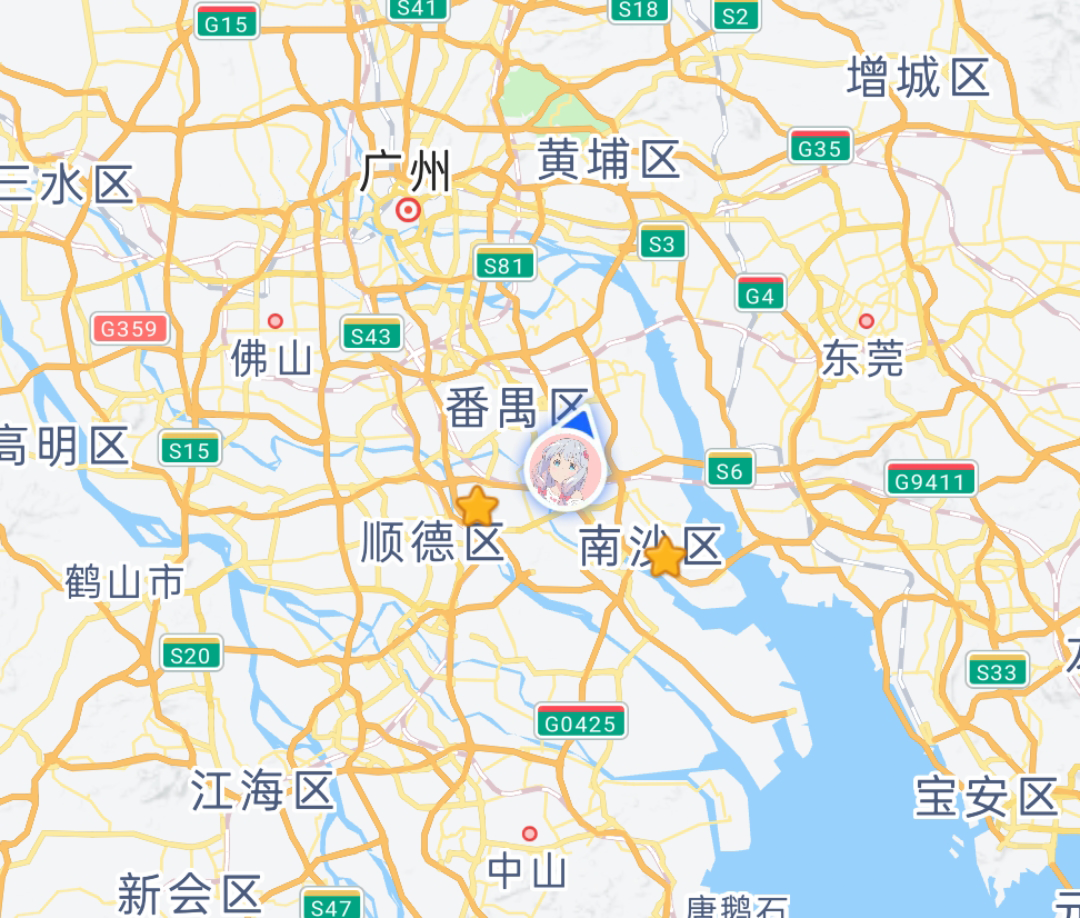 S41
S18
S2
G15
增城区
G35
黄埔区
广州
三水区
S3
S81
G4
G359
S43
佛山
东莞
番禺区
高明区
S15
S6
G9411
顺德区
南沙区
鹤山市
S20
S33
G0425
江海区
宝安区
中山
新会区
S47
唐鹅石